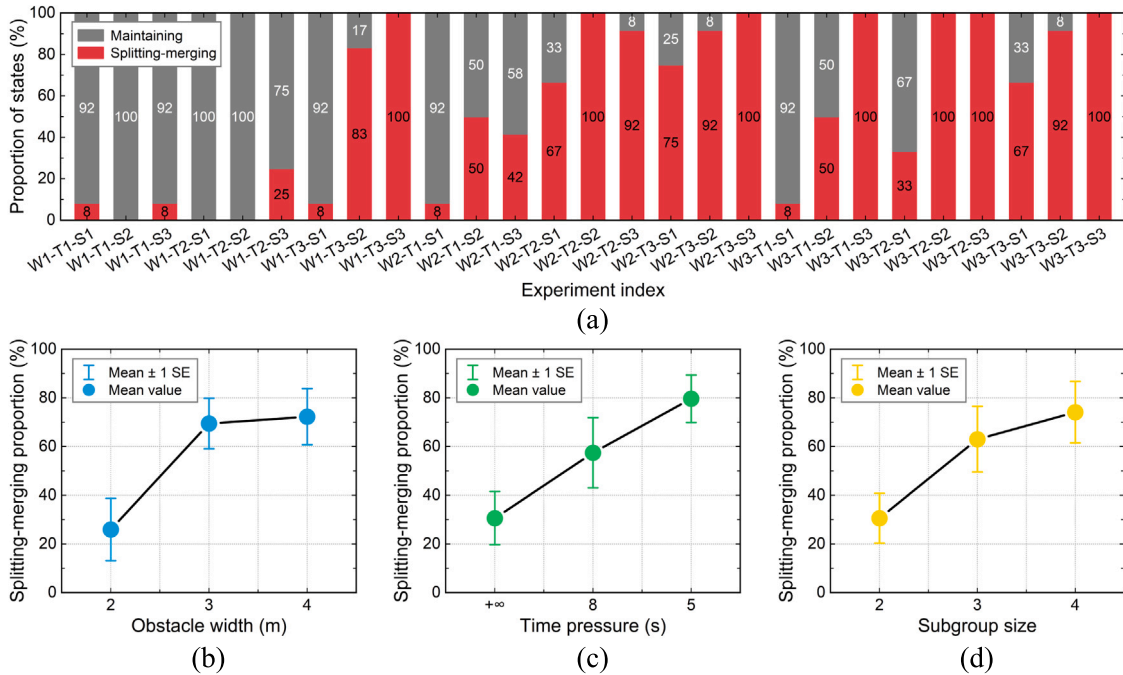 Proportion of states (%)
100
80
60
40
20
0
Maintaining
Splitting-merging
92 100 92 100 100 75 92 17 92 50 58 33 8 25 8 92 50 67 33 8
8 8 25 8 83 100 8 50 42 67 100 92 75 92 100 8 50 100 33 100 100 67 92 100
W1-T1-S1 W1-T1-S2 W1-T1-S3 W1-T2-S1 W1-T2-S2 W1-T2-S3 W1-T3-S1 W1-T3-S2 W1-T3-S3 W2-T1-S1 W2-T1-S2 W2-T1-S3 W2-T2-S1 W2-T2-S2 W2-T2-S3 W2-T3-S1 W2-T3-S2 W2-T3-S3 W3-T1-S1 W3-T1-S2 W3-T1-S3 W3-T2-S1 W3-T2-S2 W3-T2-S3 W3-T3-S1 W3-T3-S2 W3-T3-S3
Experiment index
(a)
Splitting-merging proportion (%)
100
80
60
40
20
0
Mean ± 1 SE
Mean value
2 3 4
Obstacle width (m)
(b)
Splitting-merging proportion (%)
100
80
60
40
20
0
Mean ± 1 SE
Mean value
+∞ 8 5
Time pressure (s)
(c)
Splitting-merging proportion (%)
100
80
60
40
20
0
Mean ± 1 SE
Mean value
2 3 4
Subgroup size
(d)